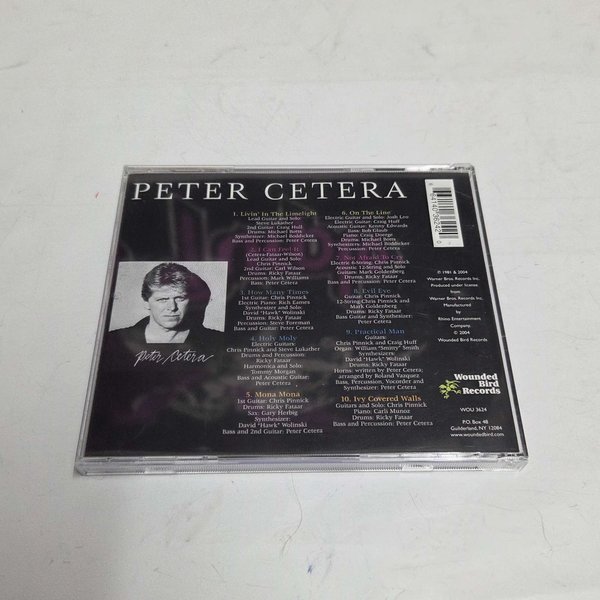 PETER CETERA
1. Livin' In The Limelight
Lead Guitar and Solo:
Steve Lukather
2nd Guitar: Craig Hull
Drums: Michael Botts
Synthesizer: Michael Boddicker
Bass and Percussion: Peter Cetera
2. I Can Feel It
(Cetera-Fataar-Wilson)
Lead Guitar and Solo:
Chris Pinnick
2nd Guitar: Carl Wilson
Drums: Ricky Fataar
Percussion: Mark Williams
Bass: Peter Cetera
3. How Many Times
1st Guitar: Chris Pinnick
Electric Piano: Rich Eames
Synthesizer and Solo:
David "Hawk" Wolinski
Drums: Ricky Fataar
Percussion: Steve Foreman
Bass and Guitar: Peter Cetera
4. Holy Moly
Electric Guitars
Chris Pinnick and Steve Lukather
Drums and Percussion:
Ricky Fataar
Harmonica and Solo:
Tommy Morgan
Bass and Acoustic Guitar:
Peter Cetera
5. Mona Mona
1st Guitar: Chris Pinnick
Drums: Ricky Fataar
Sax: Gary Herbig
Synthesizer:
David "Hawk" Wolinski
Bass and 2nd Guitar: Peter Cetera
6. On The Line
Electric Guitar and Solo: Josh Leo
Electric Guitar: Craig Hull
Acoustic Guitar: Kenny Edwards
Bass: Bob Glaub
Piano: Craig Doerge
Drums: Michael Botts
Synthesizers: Michael Boddicker
Percussion: Peter Cetera
7. Not Afraid To Cry
Electric 6-String: Chris Pinnick
Acoustic 12-String and Solo
Guitars: Mark Goldenberg
Drums: Ricky Fataar
Bass and Percussion: Peter Cetera
8. Evil Eye
Guitar: Chris Pinnick
12-String: Chris Pinnick and
Mark Goldenberg
Drums: Ricky Fataar
Bass Guitar and Synthesizer:
Peter Cetera
9. Practical Man
Guitars:
Chris Pinnick and Craig Hull
Organ: William "Smitty" Smith
Synthesizers:
David "Hawk" Wolinski
Drums: Ricky Fataar
Horns: Written by Peter Cetera;
arranged by Roland Vazquez
Bass, Percussion, Vocorder and
Synthesizer: Peter Cetera
10. Ivy Covered Walls
Guitars and Solo: Chris Pinnick
Piano: Carli Munoz
Drums: Ricky Fataar
Bass and Percussion: Peter Cetera
Peter Cetera
℗ 1981 & 2004
Warner Bros. Records Inc.
Produced under license
from
Warner Bros. Records Inc.
Manufactured
by
Rhino Entertainment
Company.
© 2004
Wounded Bird Records
Wounded
Bird
Records
WOU 3624
P.O. Box 48
Guilderland, NY 12084
www.woundedbird.com